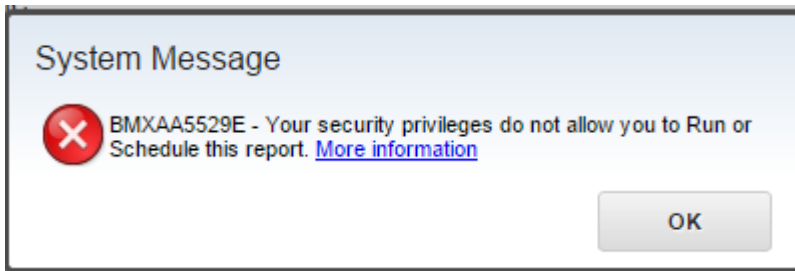 System Message
BMXAA5529E - Your security privileges do not allow you to Run or
Schedule this report. More information
OK